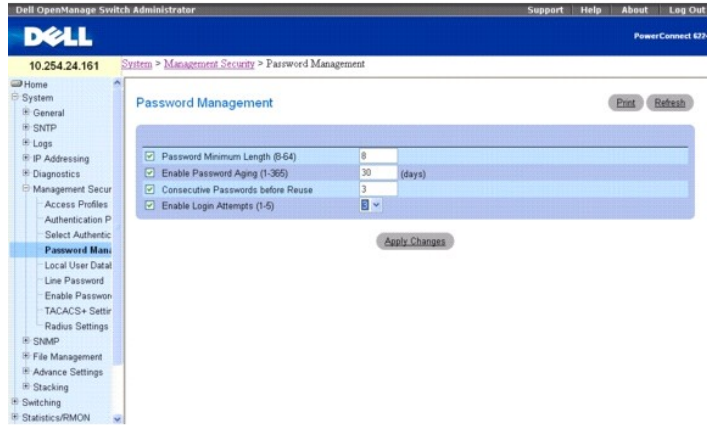 Dell OpenManage Switch Administrator Support Help About Log Out
DELL
PowerConnect 622
10.254.24.161
System > Management Security > Password Management
Home
System
General
SNTP
Logs
IP Addressing
Diagnostics
Management Secur
Access Profiles
Authentication P
Select Authentic
Password Mana
Local User Datab
Line Password
Enable Passwor
TACACS+ Settin
Radius Settings
SNMP
File Management
Advance Settings
Stacking
Switching
Statistics/RMON
Password Management
Print Refresh
Password Minimum Length (8-64) 8
Enable Password Aging (1-365) 30 (days)
Consecutive Passwords before Reuse 3
Enable Login Attempts (1-5) 3
Apply Changes